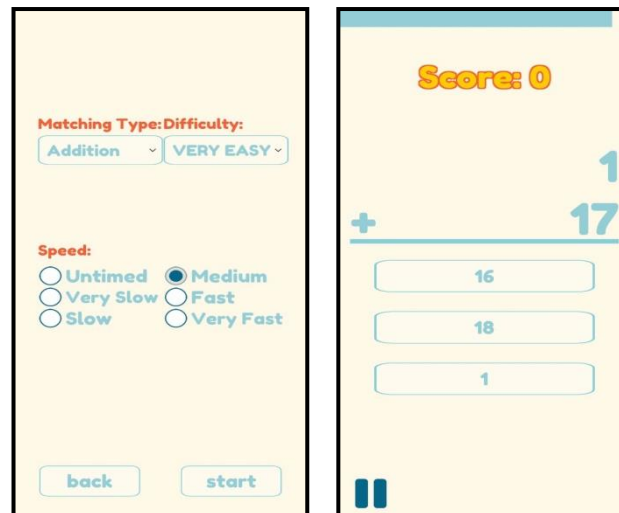 Matching Type: Difficulty:
Addition VERY EASY
Speed:
Untimed Medium
Very Slow Fast
Slow Very Fast
back start
Score: 0
1
+ 17
16
18
1